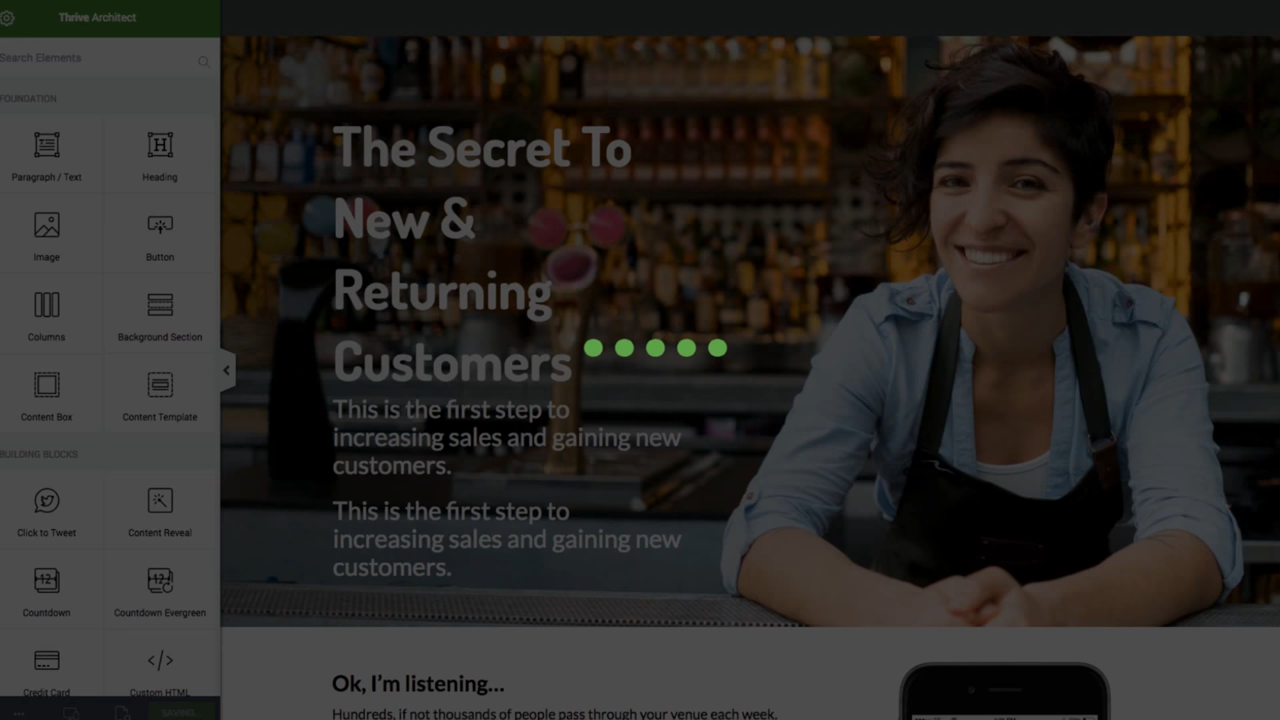 Thrive Architect
Search Elements
FOUNDATION
Paragraph / Text
Heading
Image
Button
Columns
Background Section
Content Box
Content Template
BUILDING BLOCKS
Click to Tweet
Content Reveal
Countdown
Countdown Evergreen
Credit Card
Custom HTML
SAVING
The Secret To
New &
Returning
Customers
This is the first step to
increasing sales and gaining new
customers.
This is the first step to
increasing sales and gaining new
customers.
Ok, I'm listening...
Hundreds, if not thousands of people pass through your venue each week.